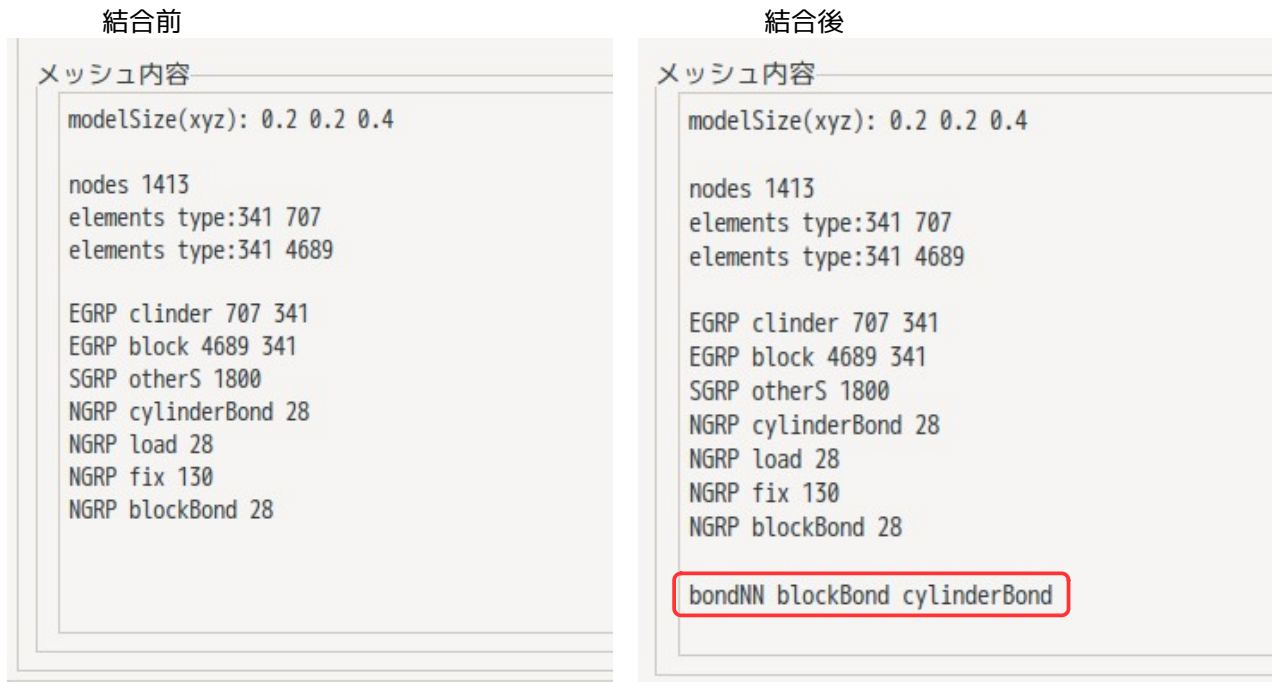 結合前
メッシュ内容
modelSize(xyz): 0.2 0.2 0.4
nodes 1413
elements type:341 707
elements type:341 4689
EGRP clinder 707 341
EGRP block 4689 341
SGRP otherS 1800
NGRP cylinderBond 28
NGRP load 28
NGRP fix 130
NGRP blockBond 28
結合後
メッシュ内容
modelSize(xyz): 0.2 0.2 0.4
nodes 1413
elements type:341 707
elements type:341 4689
EGRP clinder 707 341
EGRP block 4689 341
SGRP otherS 1800
NGRP cylinderBond 28
NGRP load 28
NGRP fix 130
NGRP blockBond 28
bondNN blockBond cylinderBond